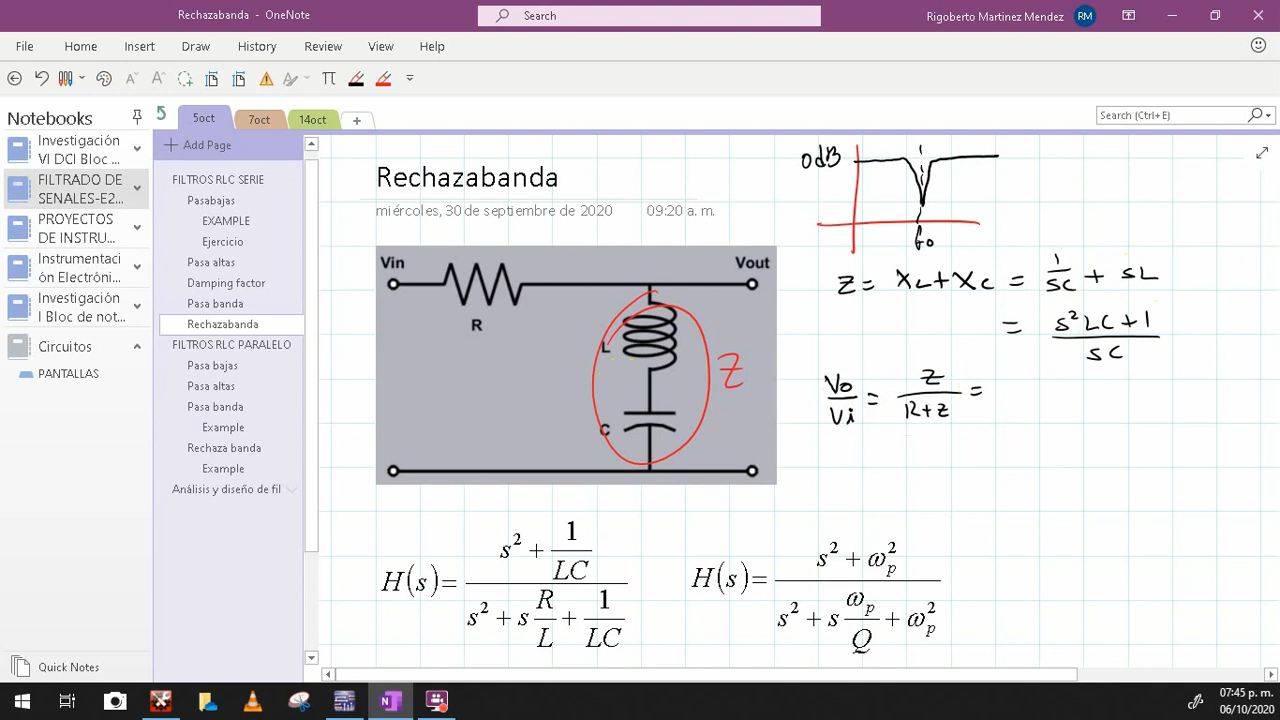 Rechazabanda - OneNote
Search
Rigoberto Martinez Mendez
RM
File Home Insert Draw History Review View Help
Notebooks
5oct 7oct 14oct +
Search (Ctrl+E)
Investigación
VI DCI Bloc ...
FILTRADO DE
SENALES-E2...
PROYECTOS
DE INSTRU...
Instrumentaci
ón Electróni...
Investigación
I Bloc de not...
Circuitos
PANTALLAS
Quick Notes
Add Page
FILTROS RLC SERIE
Pasabajas
EXAMPLE
Ejercicio
Pasa altas
Damping factor
Pasa banda
Rechazabanda
FILTROS RLC PARALELO
Pasa bajas
Pasa altas
Pasa banda
Example
Rechaza banda
Example
Análisis y diseño de fil
Rechazabanda
miércoles, 30 de septiembre de 2020 09:20 a. m.
Vin
Vout
R
L
C
Z
0dB
fo
Z = XL + XC = 1/SC + SL
= (S²LC + 1)/SC
Vo/Vi = Z/(R+Z) =
H(s) = (s² + 1/LC)/(s² + s R/L + 1/LC)
H(s) = (s² + ωp²)/(s² + s ωp/Q + ωp²)
07:45 p. m.
06/10/2020